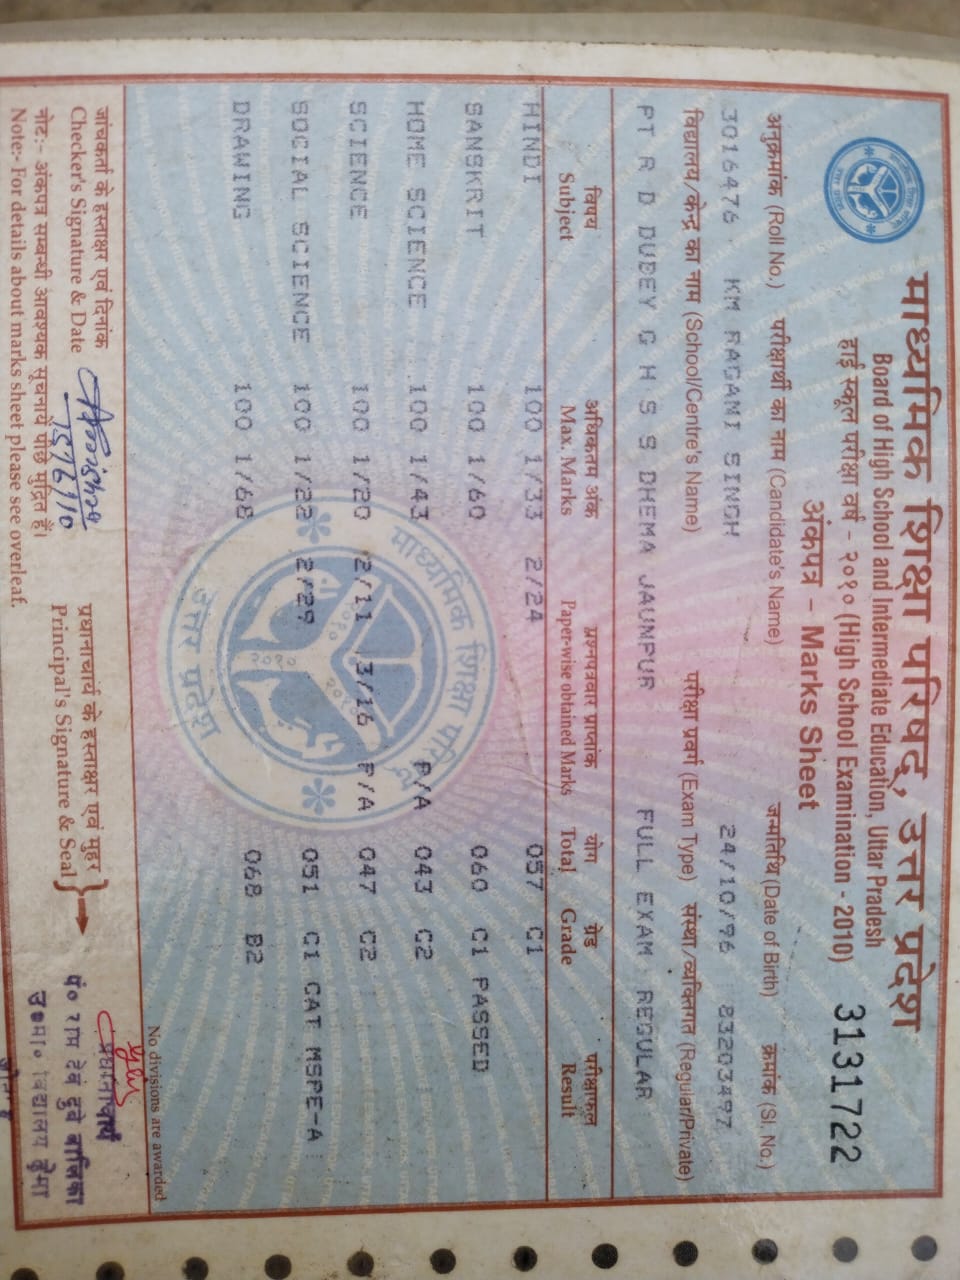 माध्यमिक शिक्षा परिषद्, उत्तर प्रदेश
Board of High School and Intermediate Education, Uttar Pradesh
हाई स्कूल परीक्षा वर्ष - २०१० (High School Examination - 2010)
3131722
अंकपत्र – Marks Sheet
अनुक्रमांक (Roll No.) परीक्षार्थी का नाम (Candidate's Name) जन्मतिथि (Date of Birth) क्रमांक (Sl. No.)
3016476 KM RAGAMI SINGH 24/10/96 8320349Z
विद्यालय/केन्द्र का नाम (School/Centre's Name) परीक्षा प्रवर्ग (Exam Type) संस्था/व्यक्तिगत (Regular/Private)
PT R D DUBEY G H S S DHEMA JAUNPUR FULL EXAM REGULAR
विषय अधिकतम अंक प्रश्नपत्रवार प्राप्तांक योग ग्रेड परीक्षाफल
Subject Max. Marks Paper-wise obtained Marks Total Grade Result
HINDI 100 1/33 2/24 057 C1
SANSKRIT 100 1/60 060 C1 PASSED
HOME SCIENCE 100 1/43 P/A 043 C2
SCIENCE 100 1/20 2/11 3/16 P/A 047 C2
SOCIAL SCIENCE 100 1/22 2/29 051 C1 CAT MSPE-A
DRAWING 100 1/68 068 B2
माध्यमिक शिक्षा परिषद्
उत्तर प्रदेश
२०१०
No divisions are awarded
जांचकर्ता के हस्ताक्षर एवं दिनांक
Checker's Signature & Date
15/6/10
प्रधानाचार्य के हस्ताक्षर एवं मुहर
Principal's Signature & Seal
प्रधानाचार्य
पं० राम देव दुबे बालिका
उ०मा० विद्यालय ढेमा
नोट:- अंकपत्र सम्बन्धी आवश्यक सूचनायें पीछे मुद्रित हैं।
Note:- For details about marks sheet please see overleaf.